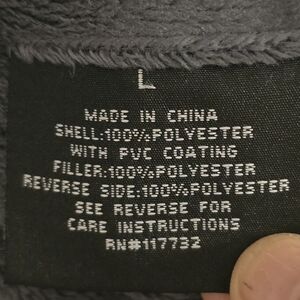 L
MADE IN CHINA
SHELL:100%POLYESTER
WITH PVC COATING
FILLER:100%POLYESTER
REVERSE SIDE:100%POLYESTER
SEE REVERSE FOR
CARE INSTRUCTIONS
RN#117732